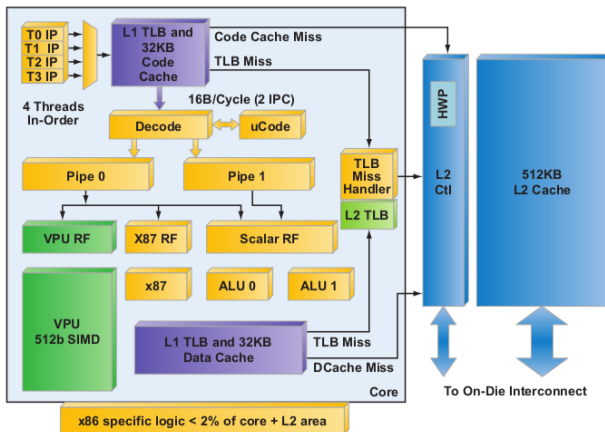 T0 IP
T1 IP
T2 IP
T3 IP
4 Threads
In-Order
L1 TLB and
32KB
Code
Cache
Code Cache Miss
TLB Miss
16B/Cycle (2 IPC)
Decode
uCode
Pipe 0
Pipe 1
TLB
Miss
Handler
L2 TLB
HWP
L2
Ctl
512KB
L2 Cache
VPU RF
X87 RF
Scalar RF
x87
ALU 0
ALU 1
VPU
512b SIMD
L1 TLB and 32KB
Data Cache
TLB Miss
DCache Miss
Core
To On-Die Interconnect
x86 specific logic < 2% of core + L2 area